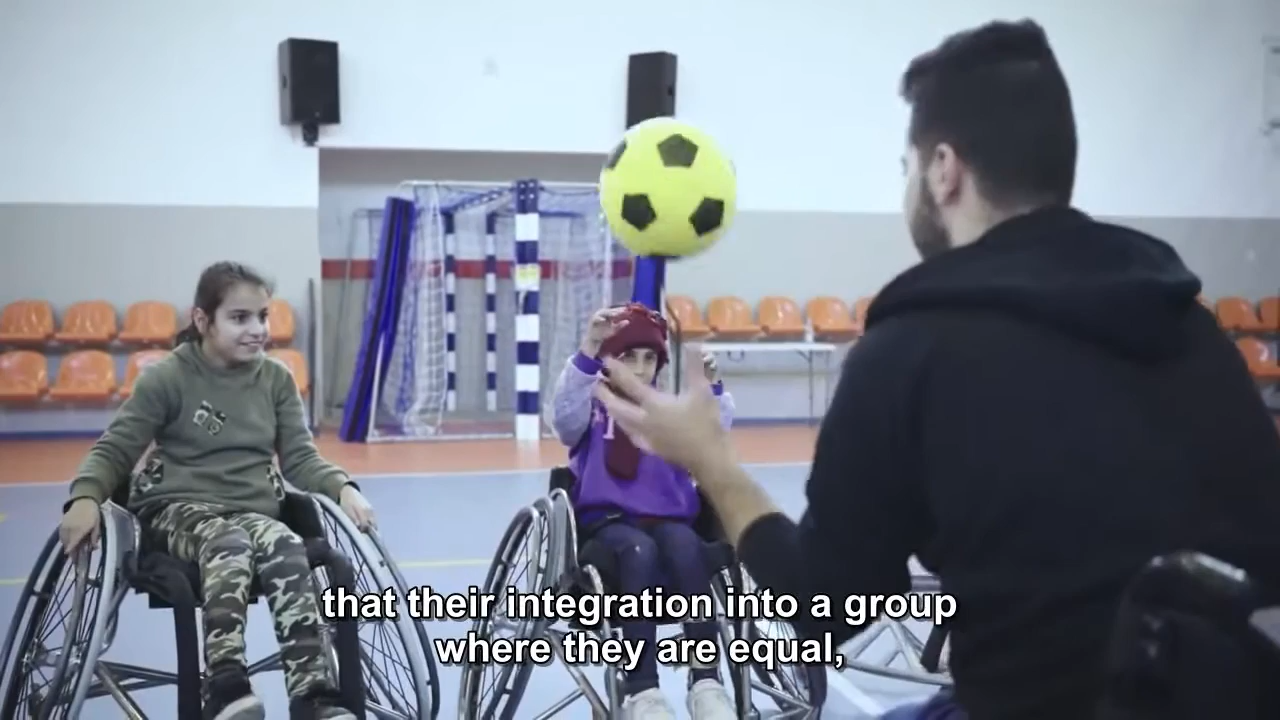 that their integration into a group
where they are equal,